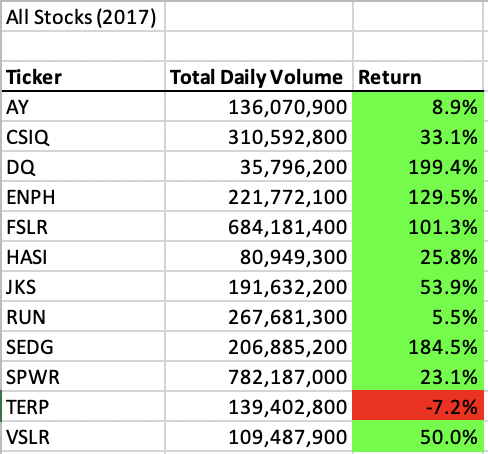 All Stocks (2017)
Ticker Total Daily Volume Return
AY 136,070,900 8.9%
CSIQ 310,592,800 33.1%
DQ 35,796,200 199.4%
ENPH 221,772,100 129.5%
FSLR 684,181,400 101.3%
HASI 80,949,300 25.8%
JKS 191,632,200 53.9%
RUN 267,681,300 5.5%
SEDG 206,885,200 184.5%
SPWR 782,187,000 23.1%
TERP 139,402,800 -7.2%
VSLR 109,487,900 50.0%